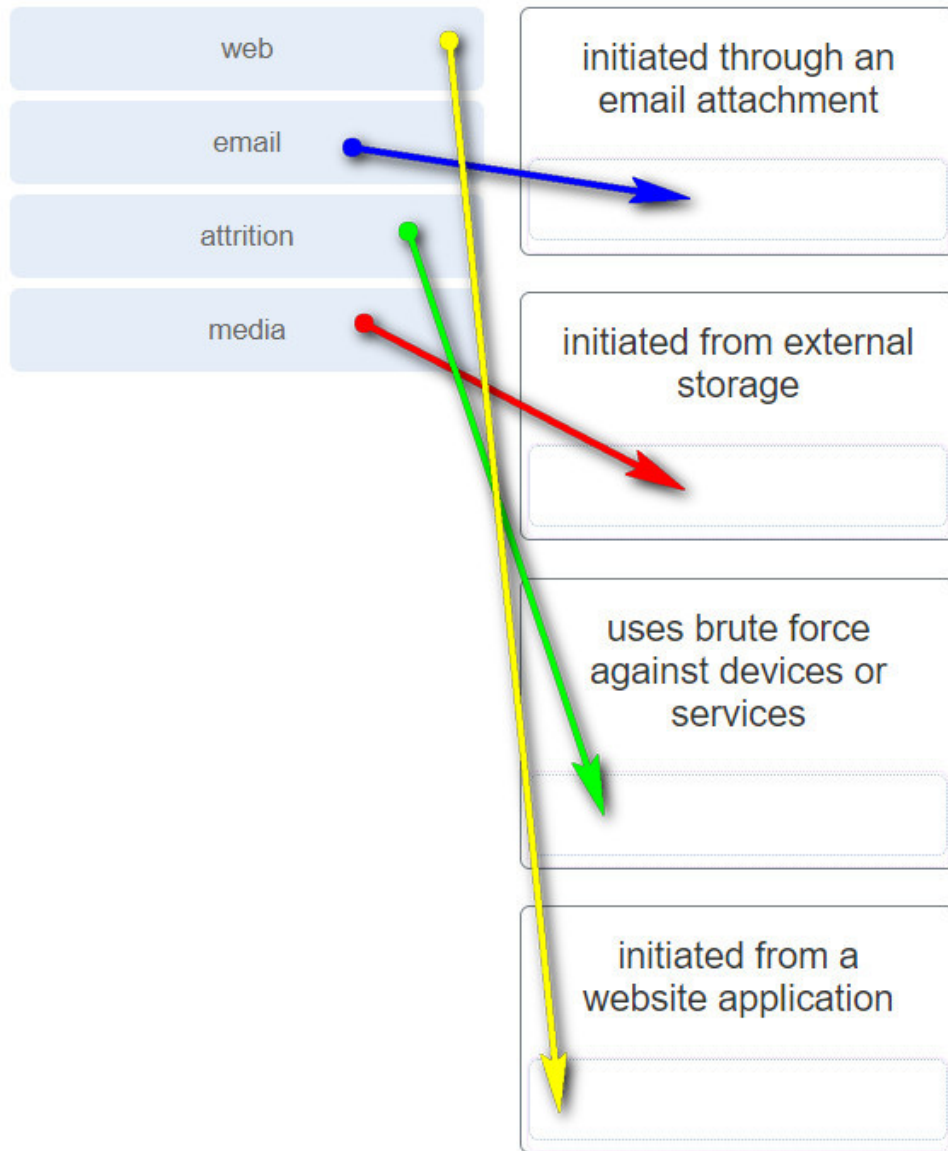 web
email
attrition
media
initiated through an
email attachment
initiated from external
storage
uses brute force
against devices or
services
initiated from a
website application